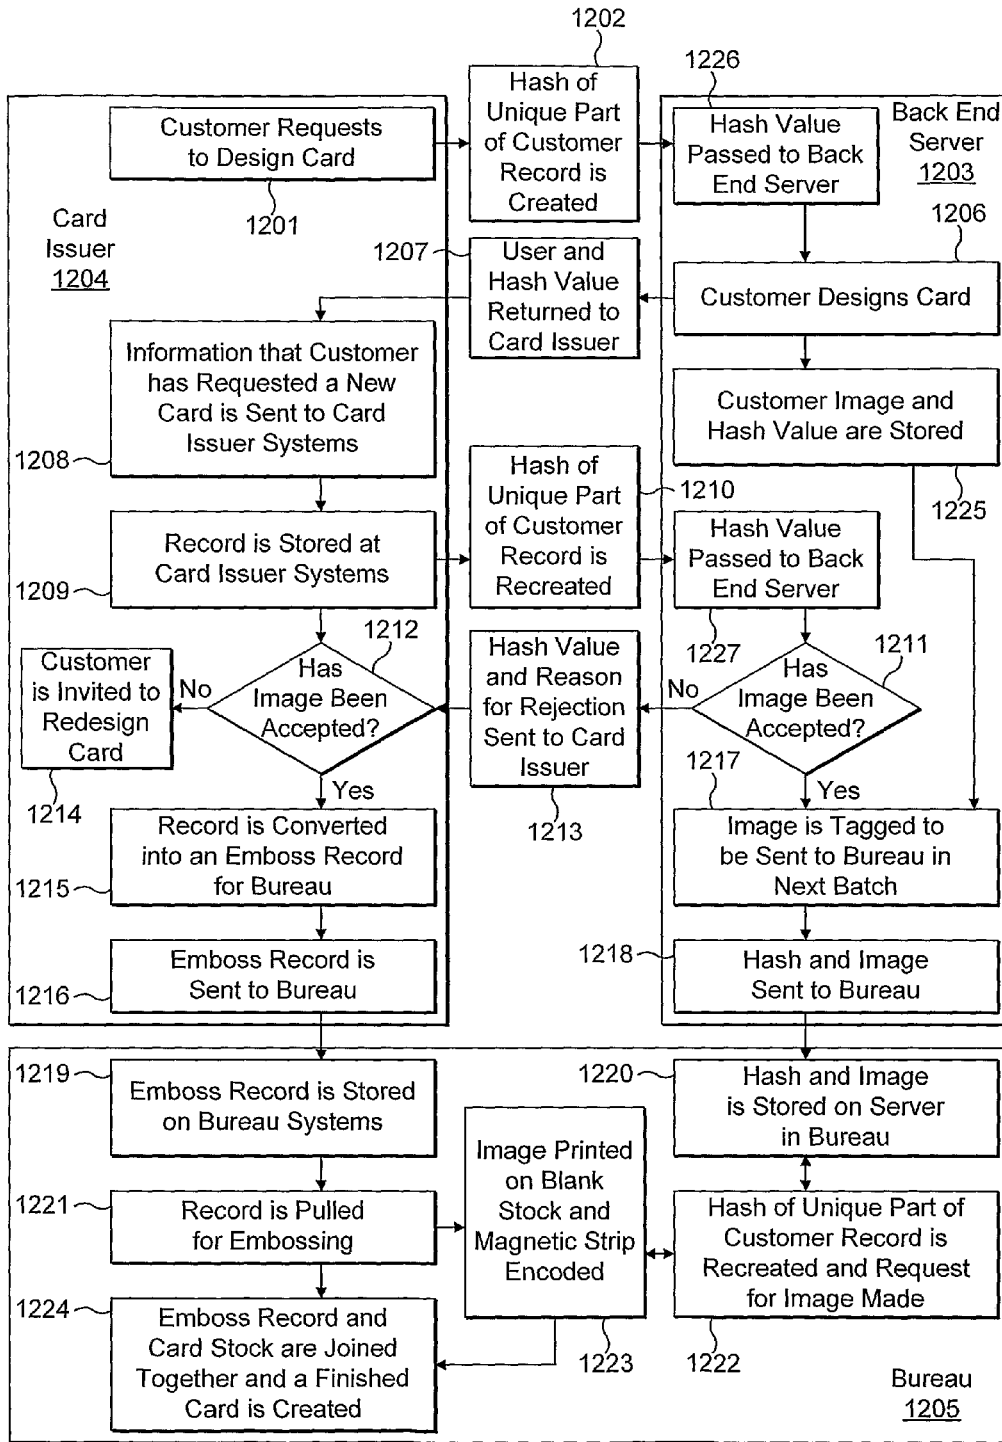 1202
1226
Hash of
Unique Part
of Customer
Record is
Created
Customer Requests
to Design Card
1201
Hash Value
Passed to Back
End Server
Back End
Server
1203
Card
Issuer
1204
1207
User and
Hash Value
Returned to
Card Issuer
1206
Customer Designs Card
Information that Customer
has Requested a New
Card is Sent to Card
Issuer Systems
1208
Customer Image and
Hash Value are Stored
1225
Hash of
Unique Part
of Customer
Record is
Recreated
1210
Record is Stored at
Card Issuer Systems
1209
Hash Value
Passed to Back
End Server
1227
1212
Has
Image Been
Accepted?
No
Customer
is Invited to
Redesign
Card
1214
Yes
Hash Value
and Reason
for Rejection
Sent to Card
Issuer
1213
No
1211
Has
Image Been
Accepted?
Yes
1217
Record is Converted
into an Emboss Record
for Bureau
1215
Image is Tagged to
be Sent to Bureau in
Next Batch
Emboss Record is
Sent to Bureau
1216
1218
Hash and Image
Sent to Bureau
1219
Emboss Record is Stored
on Bureau Systems
1220
Hash and Image
is Stored on Server
in Bureau
1221
Record is Pulled
for Embossing
Image Printed
on Blank
Stock and
Magnetic Strip
Encoded
1223
Hash of Unique Part of
Customer Record is
Recreated and Request
for Image Made
1222
1224
Emboss Record and
Card Stock are Joined
Together and a Finished
Card is Created
Bureau
1205